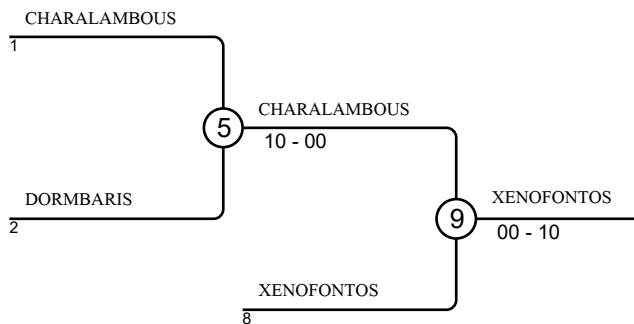 CHARALAMBOUS
1
5
CHARALAMBOUS
10 - 00
DORMBARIS
2
9
XENOFONTOS
00 - 10
XENOFONTOS
8